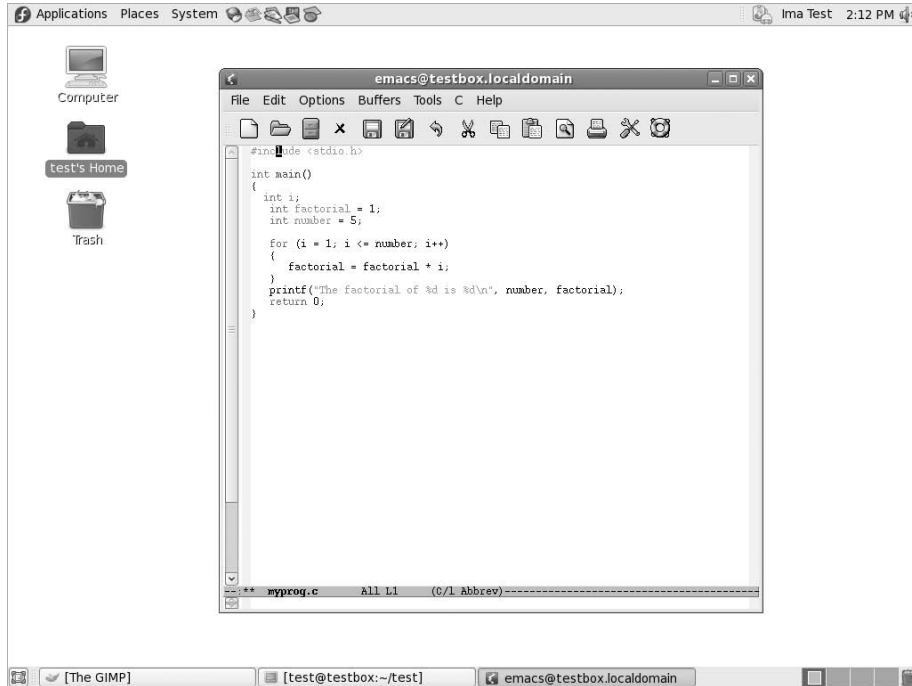 Applications Places System Ima Test 2:12 PM
Computer
test's Home
Trash
emacs@testbox.localdomain
File Edit Options Buffers Tools C Help
#include <stdio.h>
int main()
{
int i;
int factorial = 1;
int number = 5;
for (i = 1; i <= number; i++)
{
factorial = factorial * i;
}
printf("The factorial of %d is %d\n", number, factorial);
return 0;
}
--:** myprog.c All L1 (C/l Abbrev)------------------------------------------
[The GIMP] [test@testbox:~/test] emacs@testbox.localdomain